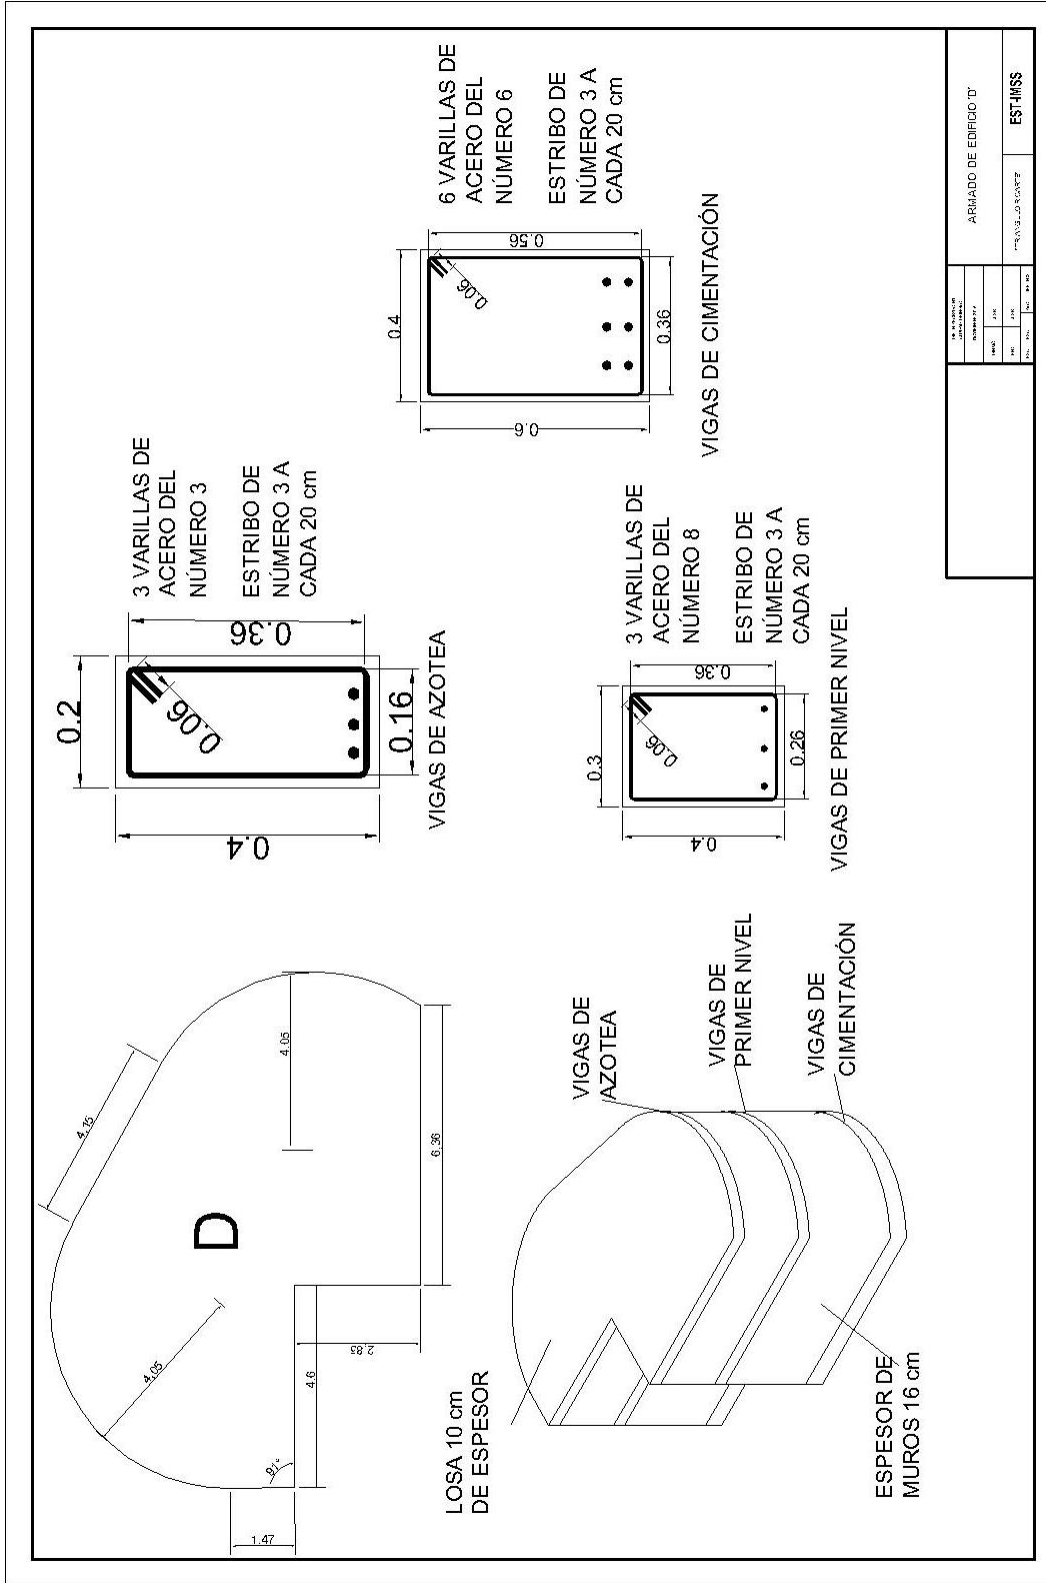 4.15
4.05
D
4.05
6.36
2.85
4.6
91°
1.47
0.2
0.06
0.36
0.4
0.16
3 VARILLAS DE
ACERO DEL
NÚMERO 3
ESTRIBO DE
NÚMERO 3 A
CADA 20 cm
VIGAS DE AZOTEA
0.4
0.06
0.56
0.6
0.36
6 VARILLAS DE
ACERO DEL
NÚMERO 6
ESTRIBO DE
NÚMERO 3 A
CADA 20 cm
VIGAS DE CIMENTACIÓN
LOSA 10 cm
DE ESPESOR
VIGAS DE
AZOTEA
VIGAS DE
PRIMER NIVEL
VIGAS DE
CIMENTACIÓN
ESPESOR DE
MUROS 16 cm
0.3
0.06
0.36
0.4
0.26
3 VARILLAS DE
ACERO DEL
NÚMERO 8
ESTRIBO DE
NÚMERO 3 A
CADA 20 cm
VIGAS DE PRIMER NIVEL
ARMADO DE EDIFICIO "D"
EST-IMSS